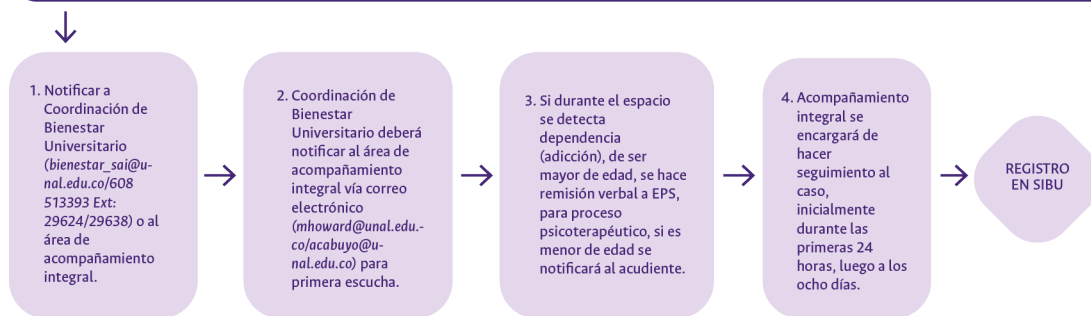 1. Notificar a
Coordinación de
Bienestar
Universitario
(bienestar_sai@u-
nal.edu.co/608
513393 Ext:
29624/29638) o al
área de
acompañamiento
integral.
2. Coordinación de
Bienestar
Universitario deberá
notificar al área de
acompañamiento
integral vía correo
electrónico
(mhoward@unal.edu.-
co/acabuyo@u-
nal.edu.co) para
primera escucha.
3. Si durante el espacio
se detecta
dependencia
(adicción), de ser
mayor de edad, se hace
remisión verbal a EPS,
para proceso
psicoterapéutico, si es
menor de edad se
notificará al acudiente.
4. Acompañamiento
integral se
encargará de
hacer
seguimiento al
caso,
inicialmente
durante las
primeras 24
horas, luego a los
ocho días.
REGISTRO
EN SIBU